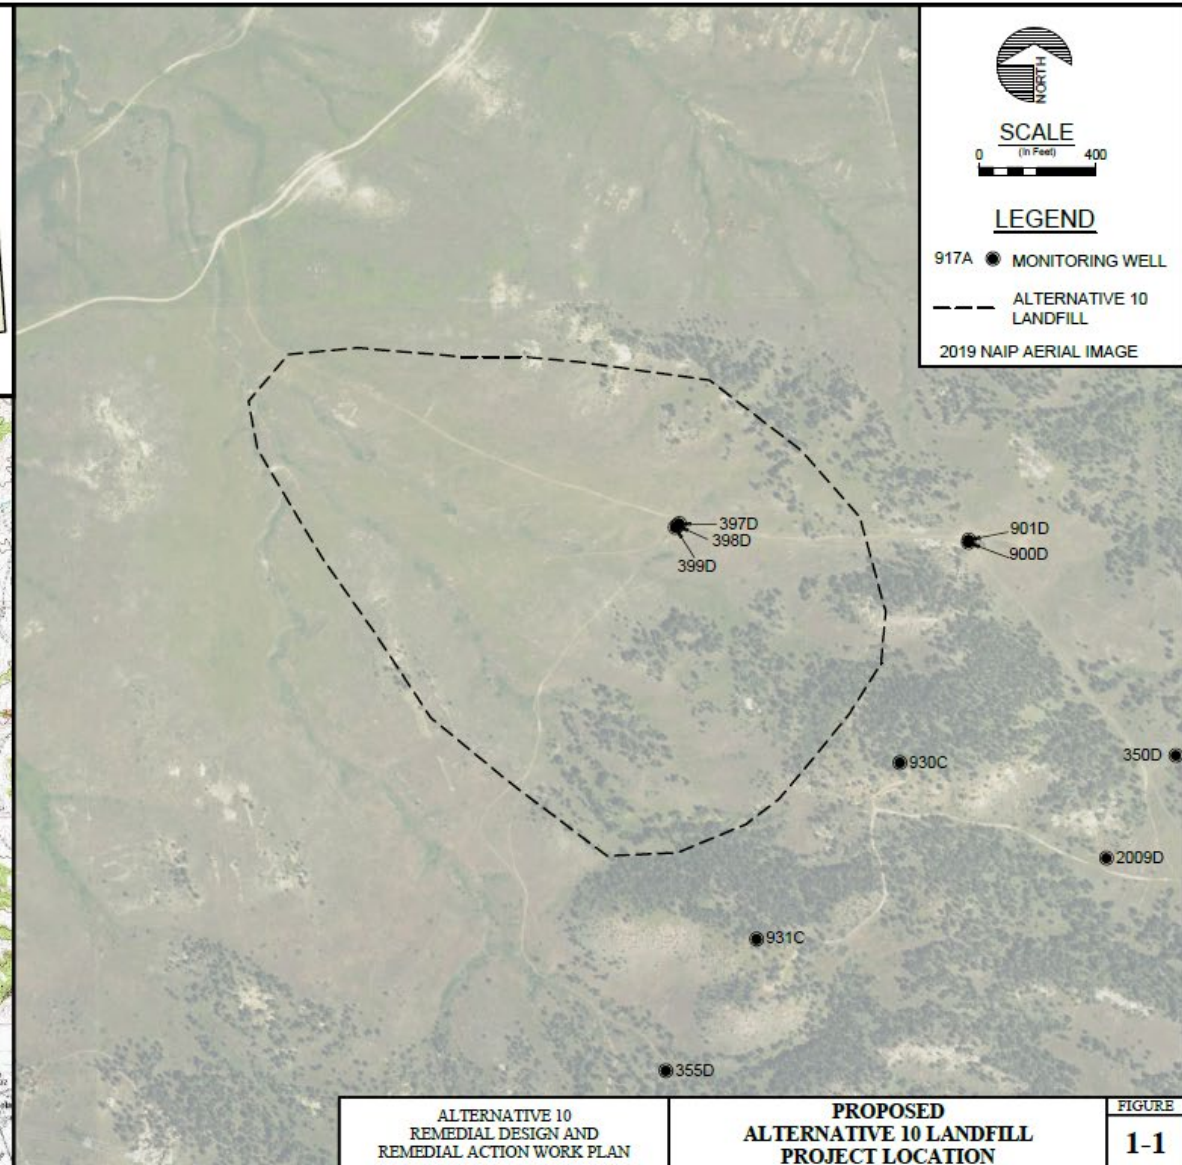 NORTH
SCALE
(In Feet)
0 400
LEGEND
917A MONITORING WELL
ALTERNATIVE 10
LANDFILL
2019 NAIP AERIAL IMAGE
397D
398D
399D
901D
900D
930C
350D
2009D
931C
355D
ALTERNATIVE 10
REMEDIAL DESIGN AND
REMEDIAL ACTION WORK PLAN
PROPOSED
ALTERNATIVE 10 LANDFILL
PROJECT LOCATION
FIGURE
1-1